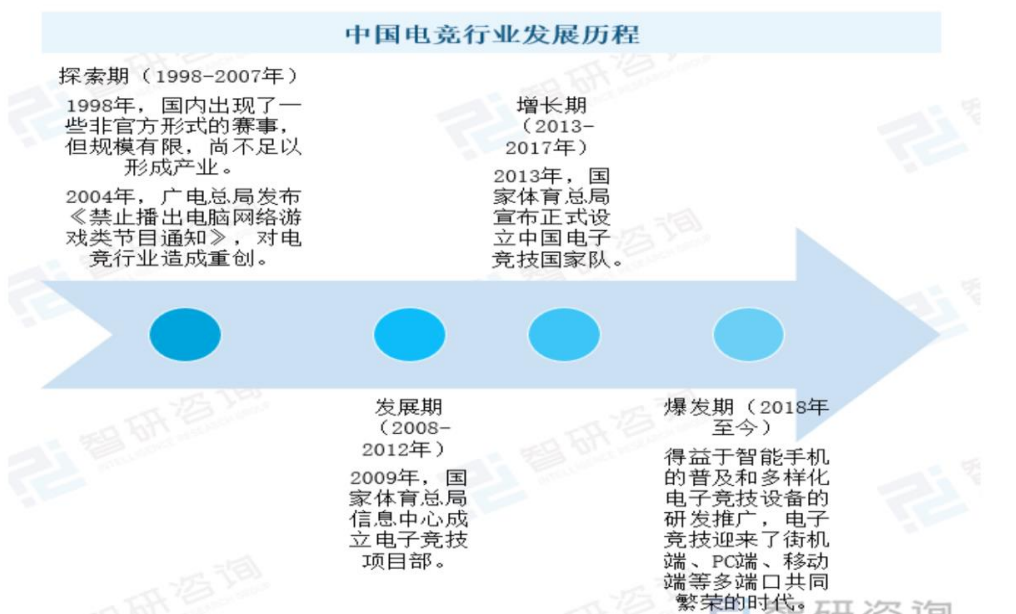 中国电竞行业发展历程
探索期（1998-2007年）
1998年，国内出现了一
些非官方形式的赛事，
但规模有限，尚不足以
形成产业。
2004年，广电总局发布
《禁止播出电脑网络游
戏类节目通知》，对电
竞行业造成重创。
增长期
（2013-
2017年）
2013年，国
家体育总局
宣布正式设
立中国电子
竞技国家队。
发展期
（2008-
2012年）
2009年，国
家体育总局
信息中心成
立电子竞技
项目部。
爆发期（2018年
至今）
得益于智能手机
的普及和多样化
电子竞技设备的
研发推广，电子
竞技迎来了街机
端、PC端、移动
端等多端口共同
繁荣的时代。
智研咨询